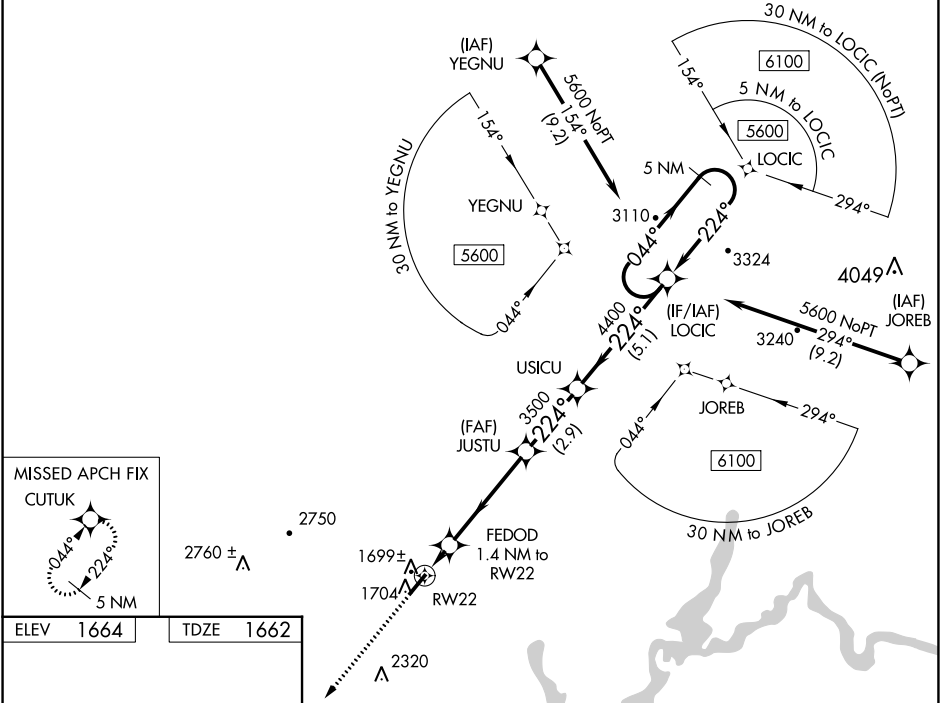 (IAF)
YEGNU
5600 NoPT
154°
(9.2)
30 NM to LOCIC (NoPT)
6100
154°
5 NM to LOCIC
5600
LOCIC
294°
30 NM to YEGNU
154°
YEGNU
5600
044°
5 NM
3110
044°
224°
3324
4049
(IAF)
JOREB
5600 NoPT
294°
(9.2)
3240
(IF/IAF)
LOCIC
4400
224°
(5.1)
USICU
3500
224°
(2.9)
(FAF)
JUSTU
JOREB
044°
294°
6100
30 NM to JOREB
MISSED APCH FIX
CUTUK
044°
224°
5 NM
2750
2760 ±
FEDOD
1.4 NM to
RW22
1699±
1704
RW22
2320
ELEV 1664
TDZE 1662